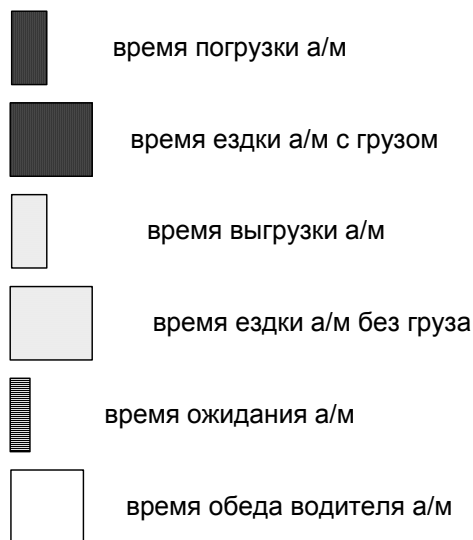 время погрузки а/м
время ездки а/м с грузом
время выгрузки а/м
время ездки а/м без груза
время ожидания а/м
время обеда водителя а/м